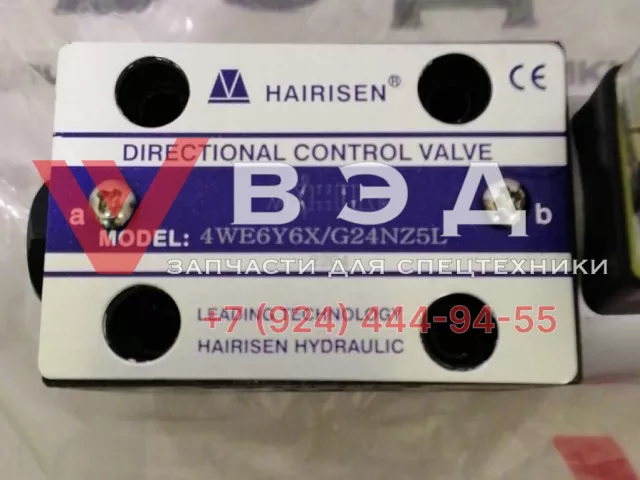 HAIRISEN® CE
DIRECTIONAL CONTROL VALVE
ВЭД
a b
MODEL: 4WE6Y6X/G24NZ5L
ЗАПЧАСТИ ДЛЯ СПЕЦТЕХНИКИ
LEADING TECHNOLOGY
+7 (924) 444-94-55
HAIRISEN HYDRAULIC